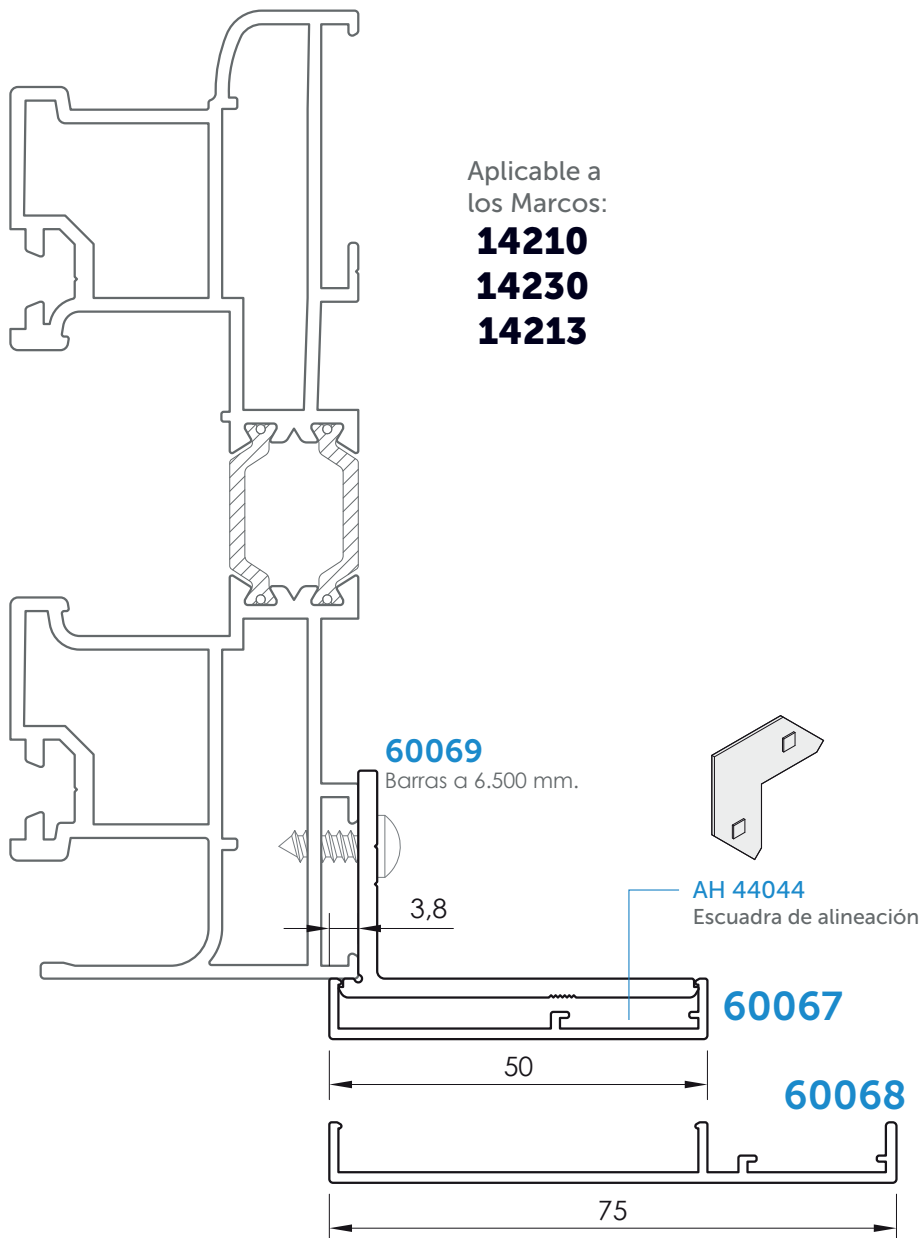 Aplicable a
los Marcos:
14210
14230
14213
60069
Barras a 6.500 mm.
3,8
AH 44044
Escuadra de alineación
60067
50
60068
75